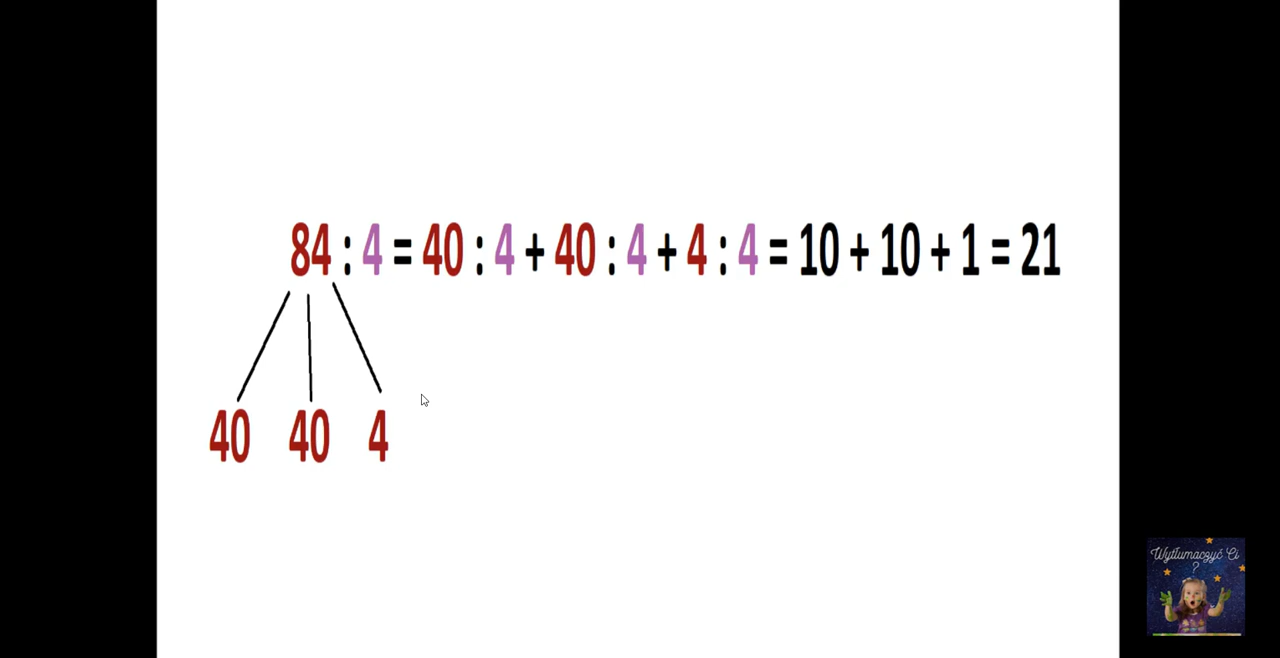 84 : 4 = 40 : 4 + 40 : 4 + 4 : 4 = 10 + 10 + 1 = 21
40 40 4
Wytłumaczyć Ci
?